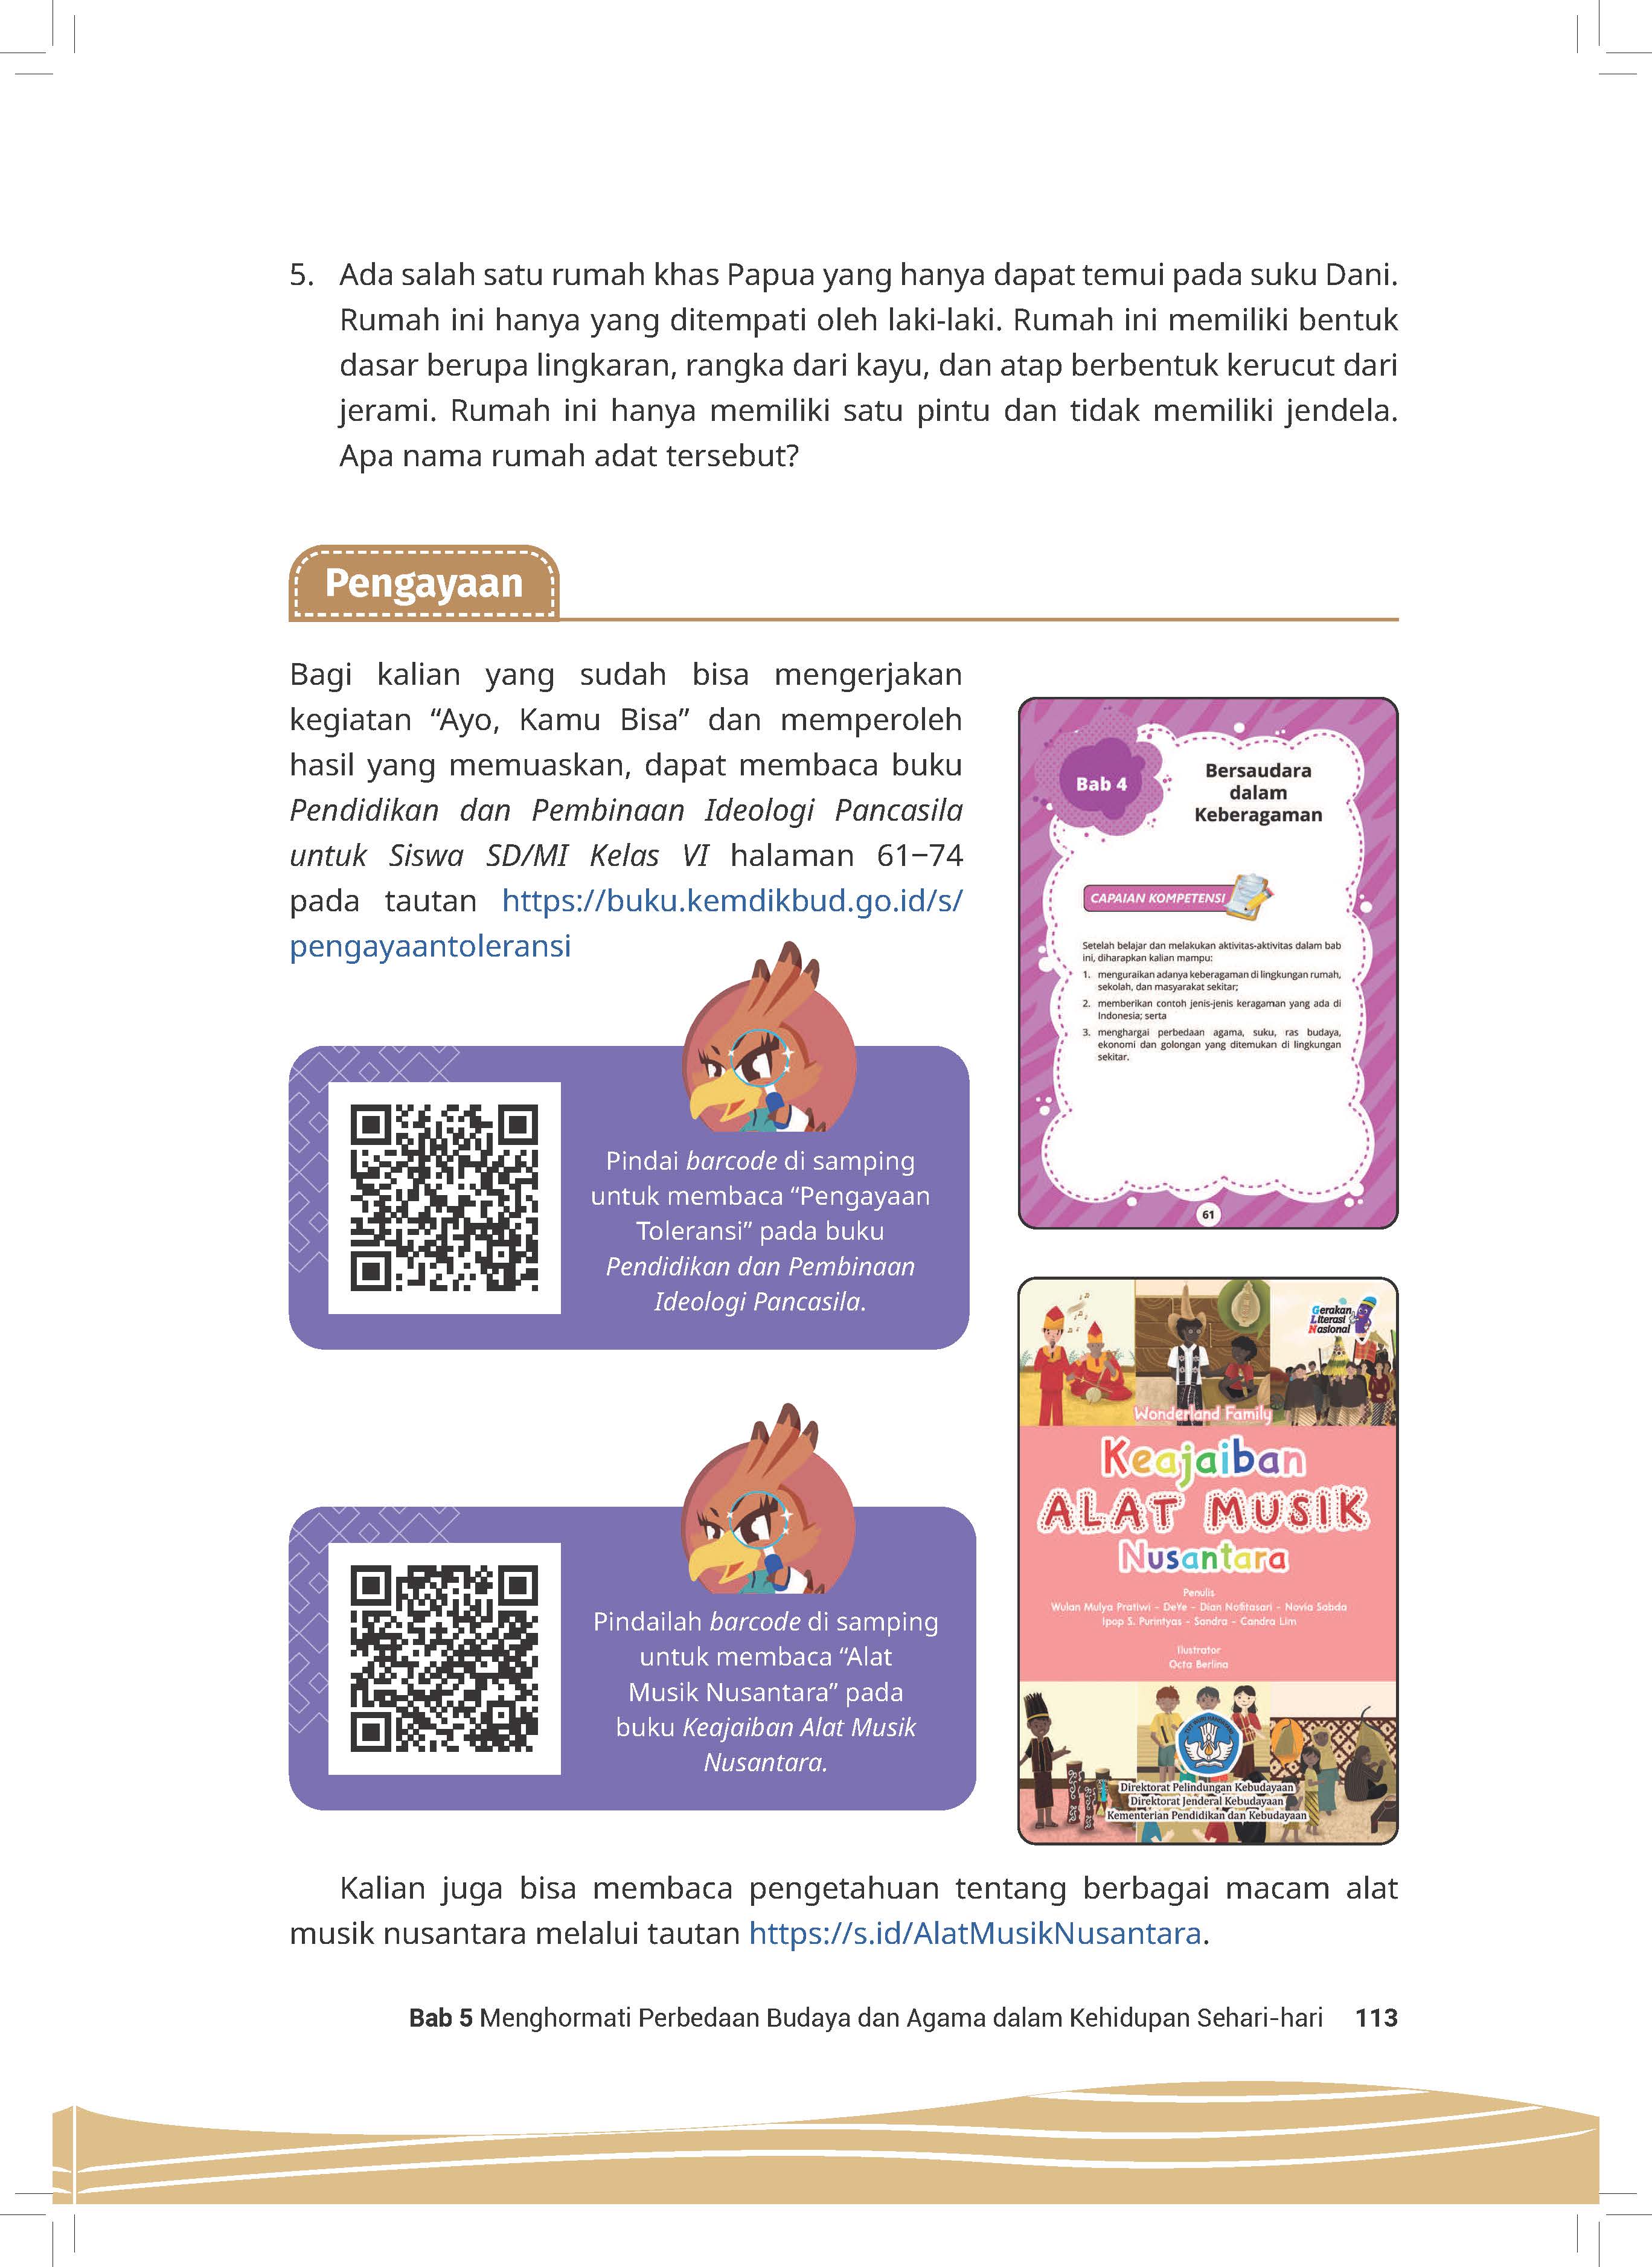 5. Ada salah satu rumah khas Papua yang hanya dapat temui pada suku Dani.
Rumah ini hanya yang ditempati oleh laki-laki. Rumah ini memiliki bentuk
dasar berupa lingkaran, rangka dari kayu, dan atap berbentuk kerucut dari
jerami. Rumah ini hanya memiliki satu pintu dan tidak memiliki jendela.
Apa nama rumah adat tersebut?
Pengayaan
Bagi kalian yang sudah bisa mengerjakan
kegiatan “Ayo, Kamu Bisa” dan memperoleh
hasil yang memuaskan, dapat membaca buku
Pendidikan dan Pembinaan Ideologi Pancasila
untuk Siswa SD/MI Kelas VI halaman 61–74
pada tautan https://buku.kemdikbud.go.id/s/
pengayaantoleransi
Bab 4
Bersaudara
dalam
Keberagaman
CAPAIAN KOMPETENSI
Setelah belajar dan melakukan aktivitas-aktivitas dalam bab
ini, diharapkan kalian mampu:
1. menguraikan adanya keberagaman di lingkungan rumah,
sekolah, dan masyarakat sekitar;
2. memberikan contoh jenis-jenis keragaman yang ada di
Indonesia; serta
3. menghargai perbedaan agama, suku, ras budaya,
ekonomi dan golongan yang ditemukan di lingkungan
sekitar.
61
Pindai barcode di samping
untuk membaca “Pengayaan
Toleransi” pada buku
Pendidikan dan Pembinaan
Ideologi Pancasila.
Gerakan
Literasi
Nasional
Wonderland Family
Keajaiban
ALAT MUSIK
Nusantara
Penulis
Wulan Mulya Pratiwi - DeYe - Dian Nofitasari - Novia Sabda
Ipop S. Purintyas - Sandra - Candra Lim
Ilustrator
Octa Berlina
TUT WURI HANDAYANI
Direktorat Pelindungan Kebudayaan
Direktorat Jenderal Kebudayaan
Kementerian Pendidikan dan Kebudayaan
Pindailah barcode di samping
untuk membaca “Alat
Musik Nusantara” pada
buku Keajaiban Alat Musik
Nusantara.
Kalian juga bisa membaca pengetahuan tentang berbagai macam alat
musik nusantara melalui tautan https://s.id/AlatMusikNusantara.
Bab 5 Menghormati Perbedaan Budaya dan Agama dalam Kehidupan Sehari-hari 113